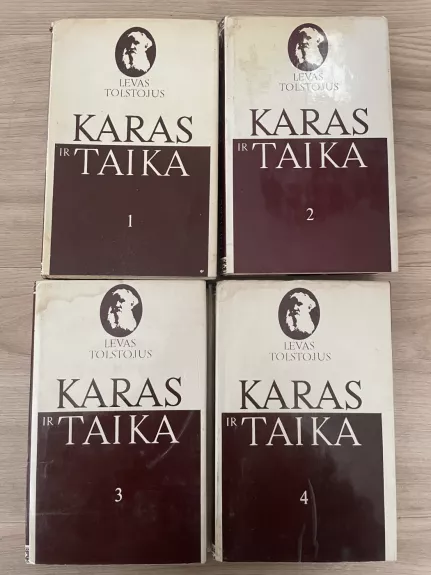 LEVAS
TOLSTOJUS
KARAS
IR TAIKA
1
LEVAS
TOLSTOJUS
KARAS
IR TAIKA
2
LEVAS
TOLSTOJUS
KARAS
IR TAIKA
3
LEVAS
TOLSTOJUS
KARAS
IR TAIKA
4